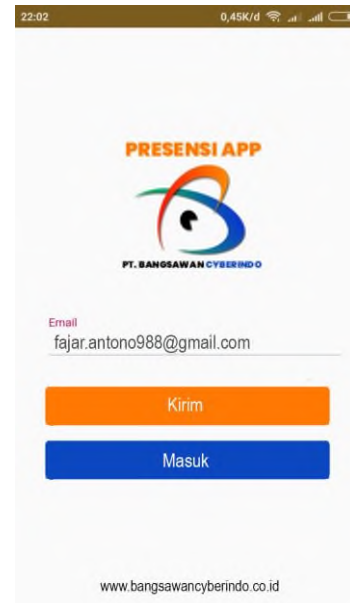 22:02 0,45K/d
PRESENSI APP
PT. BANGSAWAN CYBERINDO
Email
fajar.antono988@gmail.com
Kirim
Masuk
www.bangsawancyberindo.co.id